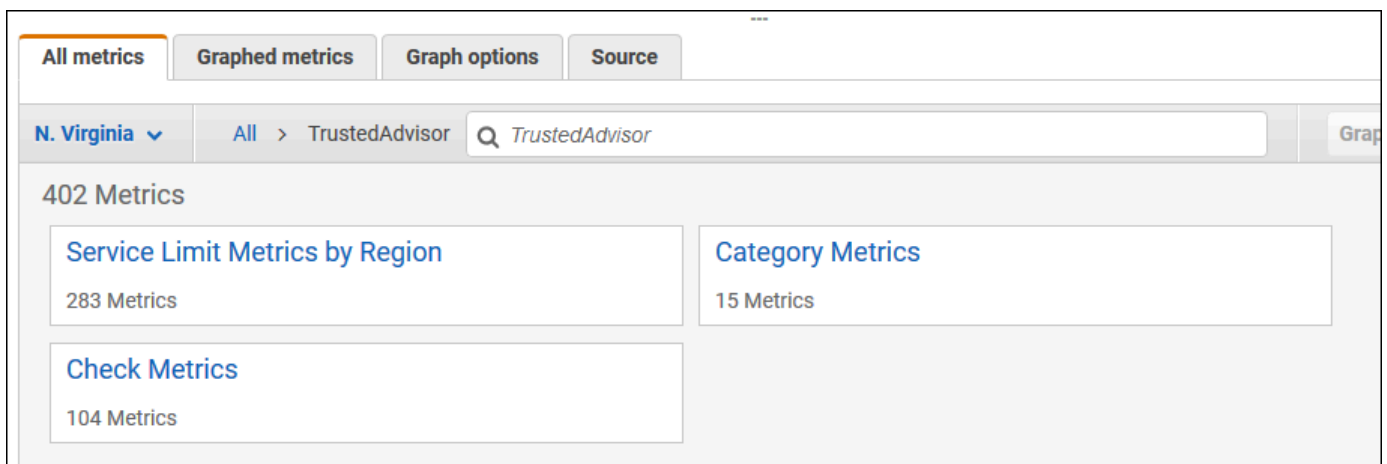 All metrics Graphed metrics Graph options Source
N. Virginia All > TrustedAdvisor TrustedAdvisor Grap
402 Metrics
Service Limit Metrics by Region
283 Metrics
Category Metrics
15 Metrics
Check Metrics
104 Metrics